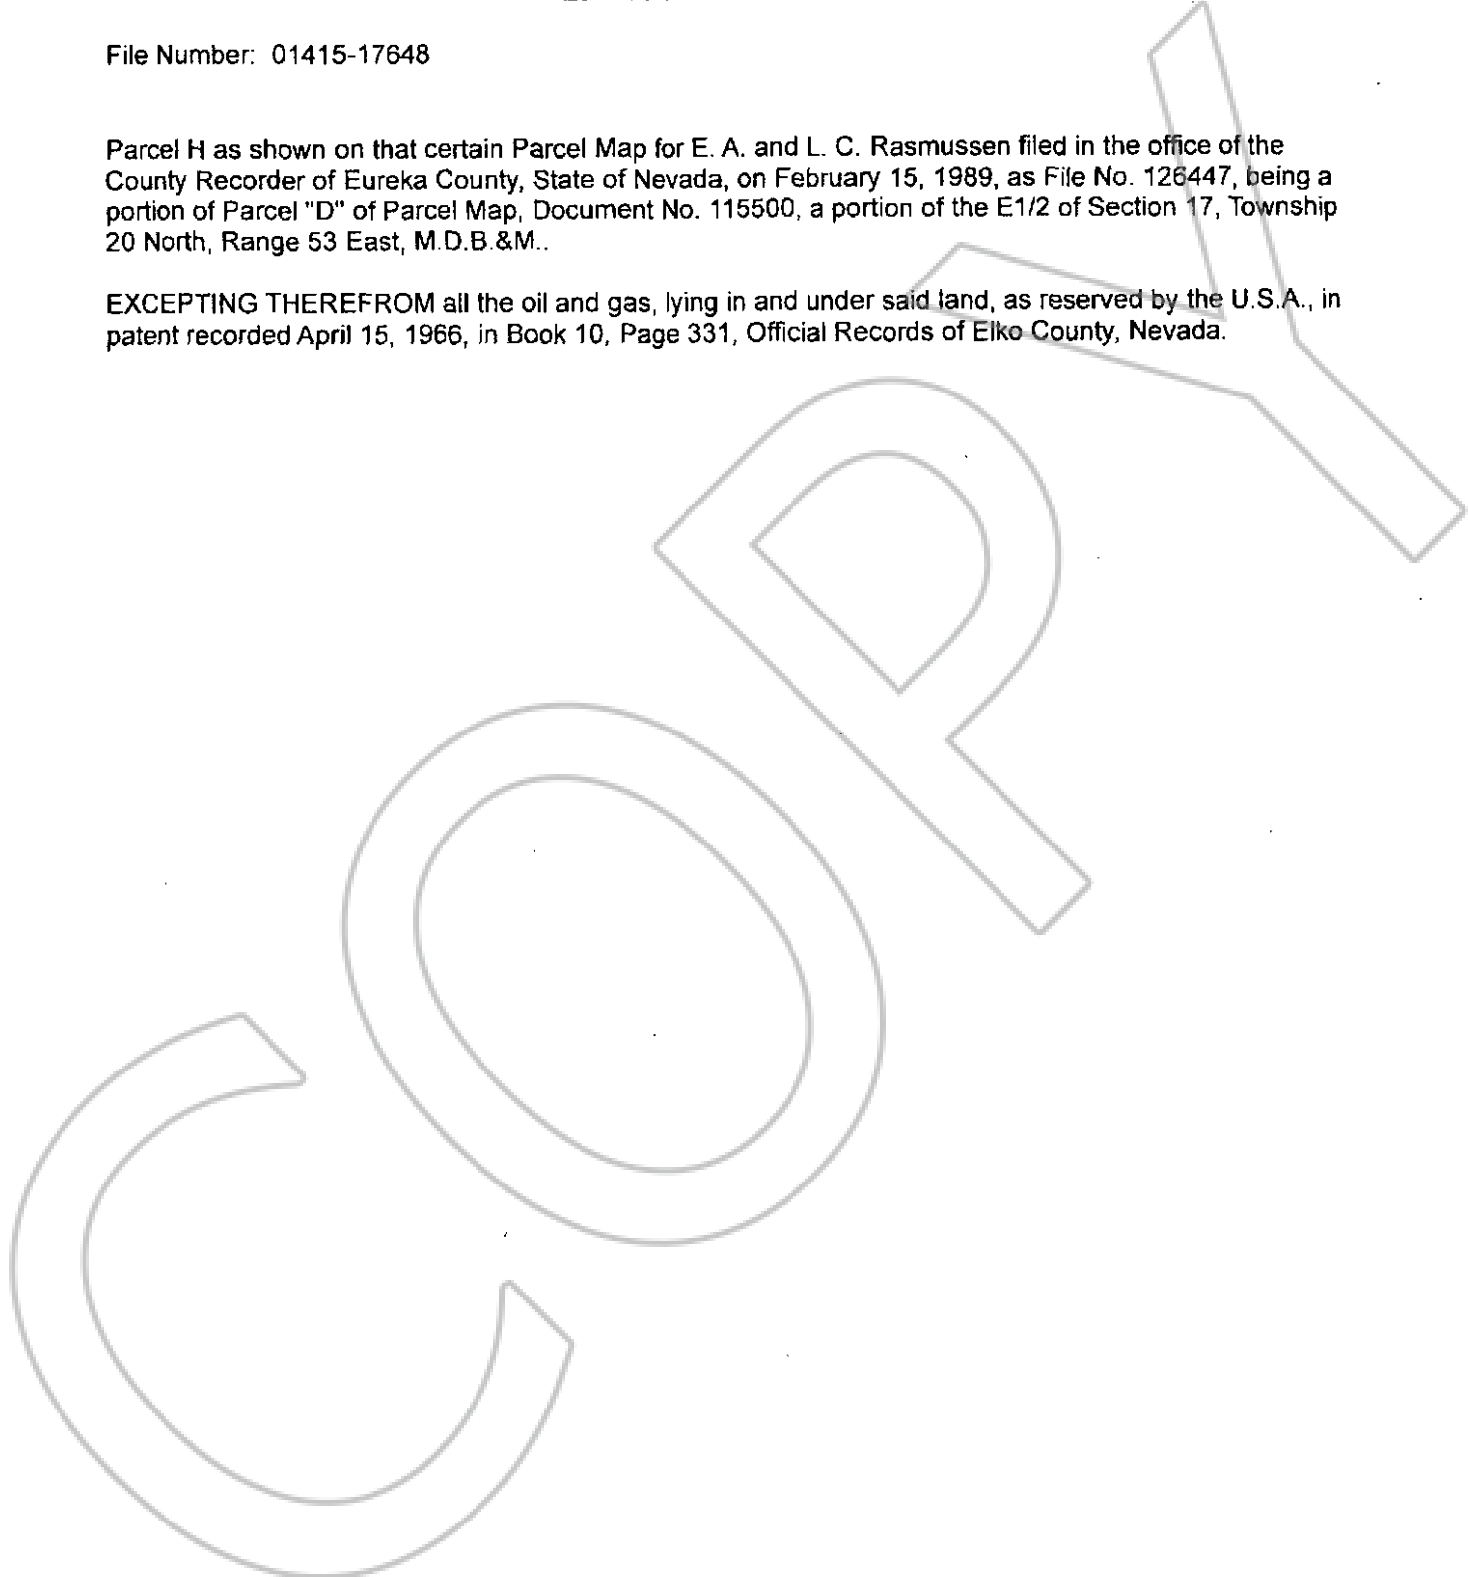 File Number: 01415-17648
Parcel H as shown on that certain Parcel Map for E. A. and L. C. Rasmussen filed in the office of the
County Recorder of Eureka County, State of Nevada, on February 15, 1989, as File No. 126447, being a
portion of Parcel "D" of Parcel Map, Document No. 115500, a portion of the E1/2 of Section 17, Township
20 North, Range 53 East, M.D.B.&M..
EXCEPTING THEREFROM all the oil and gas, lying in and under said land, as reserved by the U.S.A., in
patent recorded April 15, 1966, in Book 10, Page 331, Official Records of Elko County, Nevada.
COPY